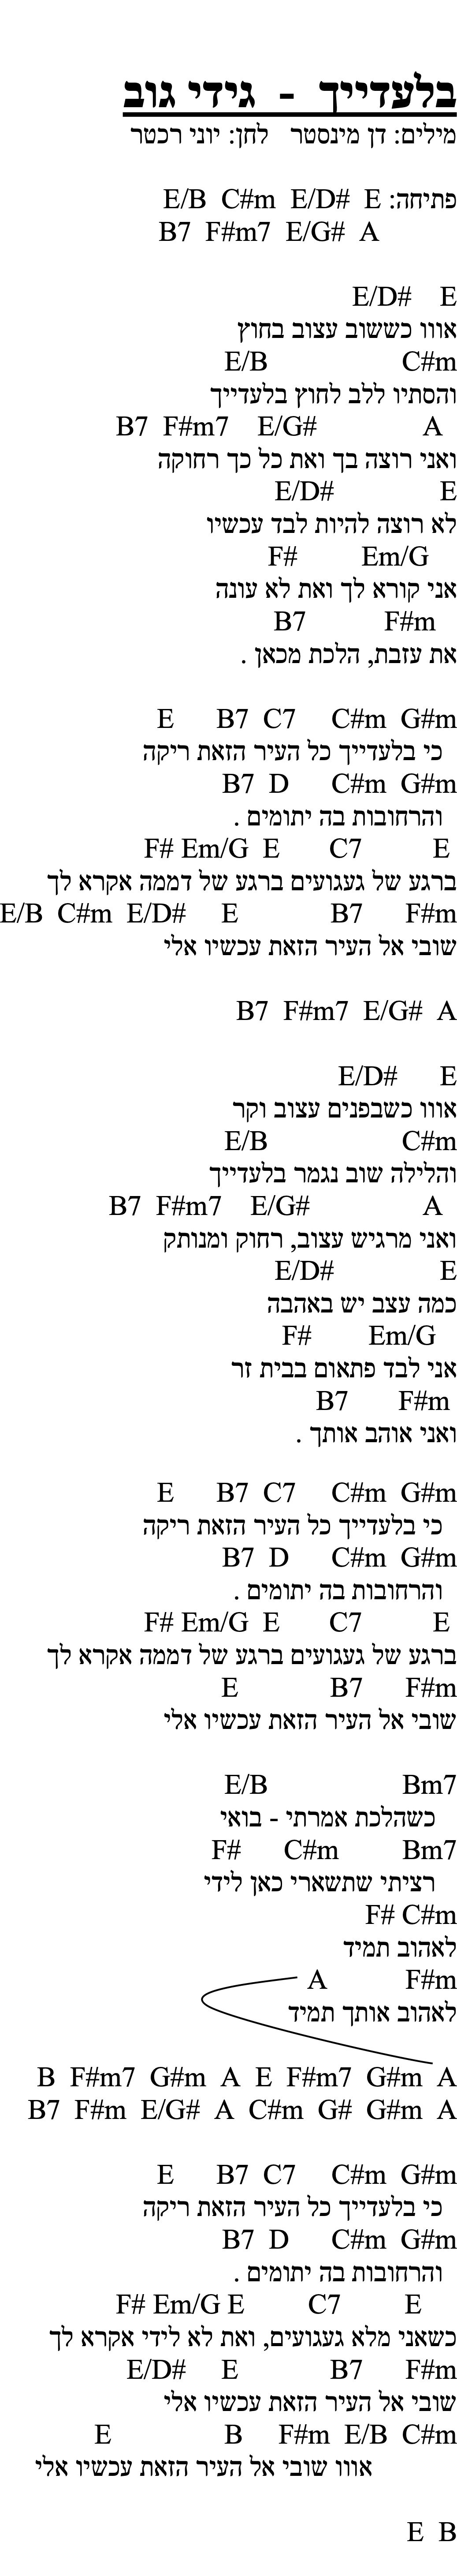 בלעדייך - גידי גוב
מילים: דן מינסטר לחן: יוני רכטר
פתיחה: E E/D# C#m E/B
A E/G# F#m7 B7
E E/D#
אווו כששוב עצוב בחוץ
C#m E/B
והסתיו ללב לחוץ בלעדייך
A E/G# F#m7 B7
ואני רוצה בך ואת כל כך רחוקה
E E/D#
לא רוצה להיות לבד עכשיו
Em/G F#
אני קורא לך ואת לא עונה
F#m B7
את עזבת, הלכת מכאן .
G#m C#m C7 B7 E
כי בלעדייך כל העיר הזאת ריקה
G#m C#m D B7
והרחובות בה יתומים .
E C7 E Em/G F#
ברגע של געגועים ברגע של דממה אקרא לך
F#m B7 E E/D# C#m E/B
שובי אל העיר הזאת עכשיו אלי
A E/G# F#m7 B7
E E/D#
אווו כשבפנים עצוב וקר
C#m E/B
והלילה שוב נגמר בלעדייך
A E/G# F#m7 B7
ואני מרגיש עצוב, רחוק ומנותק
E E/D#
כמה עצב יש באהבה
Em/G F#
אני לבד פתאום בבית זר
F#m B7
ואני אוהב אותך .
G#m C#m C7 B7 E
כי בלעדייך כל העיר הזאת ריקה
G#m C#m D B7
והרחובות בה יתומים .
E C7 E Em/G F#
ברגע של געגועים ברגע של דממה אקרא לך
F#m B7 E
שובי אל העיר הזאת עכשיו אלי
Bm7 E/B
כשהלכת אמרתי - בואי
Bm7 C#m F#
רציתי שתשארי כאן לידי
C#m F#
לאהוב תמיד
F#m A
לאהוב אותך תמיד
A G#m F#m7 E A G#m F#m7 B
A G#m G# C#m A E/G# F#m B7
G#m C#m C7 B7 E
כי בלעדייך כל העיר הזאת ריקה
G#m C#m D B7
והרחובות בה יתומים .
E C7 E Em/G F#
כשאני מלא געגועים, ואת לא לידי אקרא לך
F#m B7 E E/D#
שובי אל העיר הזאת עכשיו אלי
C#m E/B F#m B E
אווו שובי אל העיר הזאת עכשיו אלי
B E